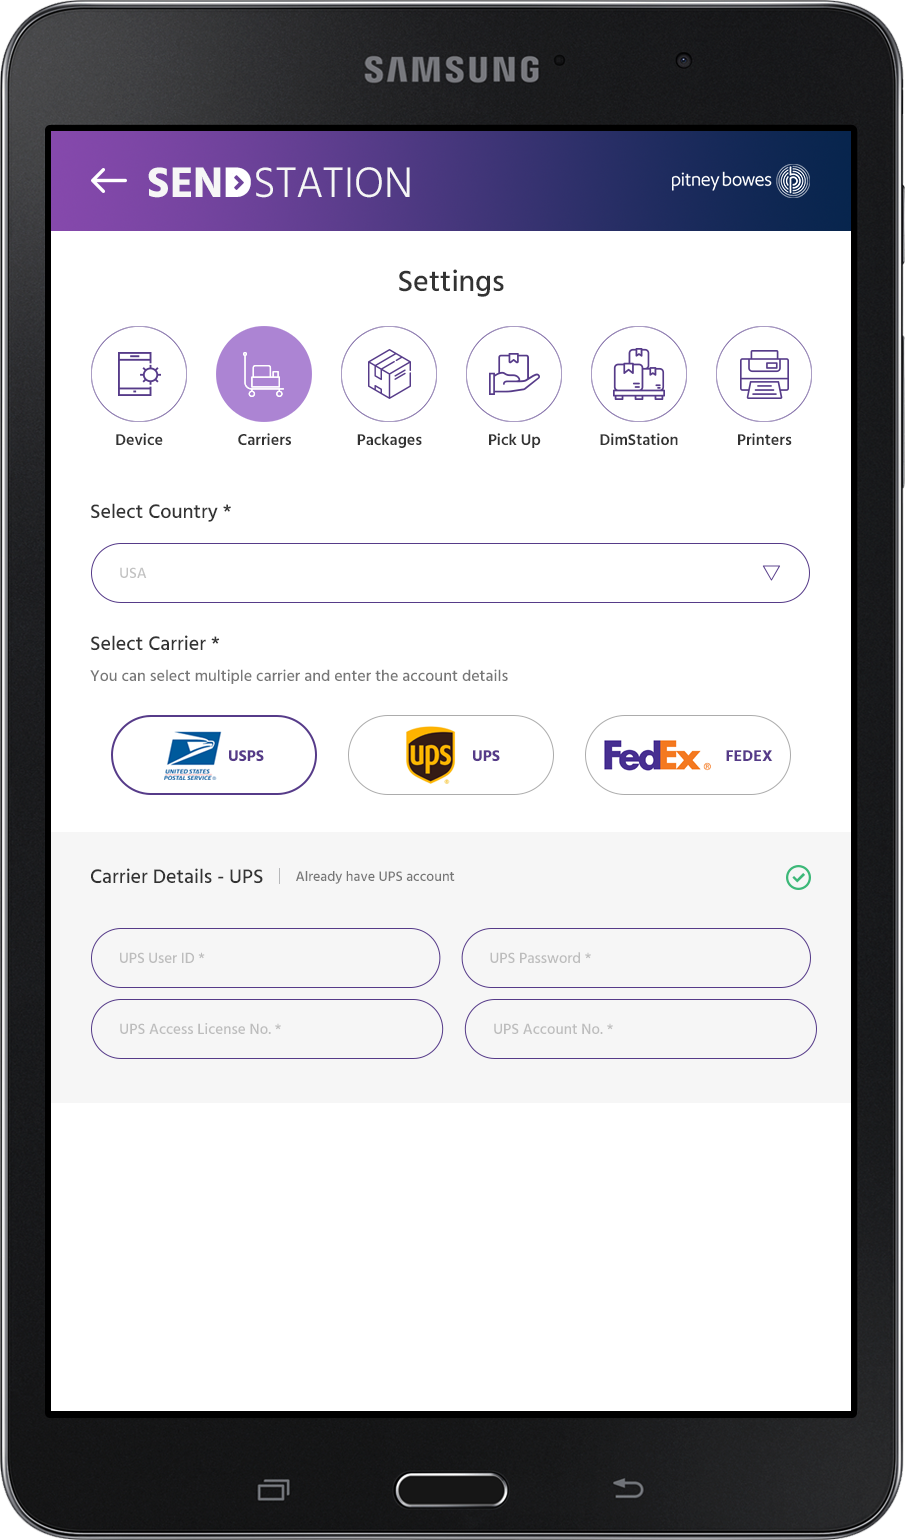 SAMSUNG
SENDSTATION
pitney bowes
Settings
Device
Carriers
Packages
Pick Up
DimStation
Printers
Select Country *
USA
Select Carrier *
You can select multiple carrier and enter the account details
UNITED STATES
POSTAL SERVICE®
USPS
ups
UPS
FedEx®
FEDEX
Carrier Details - UPS
Already have UPS account
UPS User ID *
UPS Password *
UPS Access License No. *
UPS Account No. *